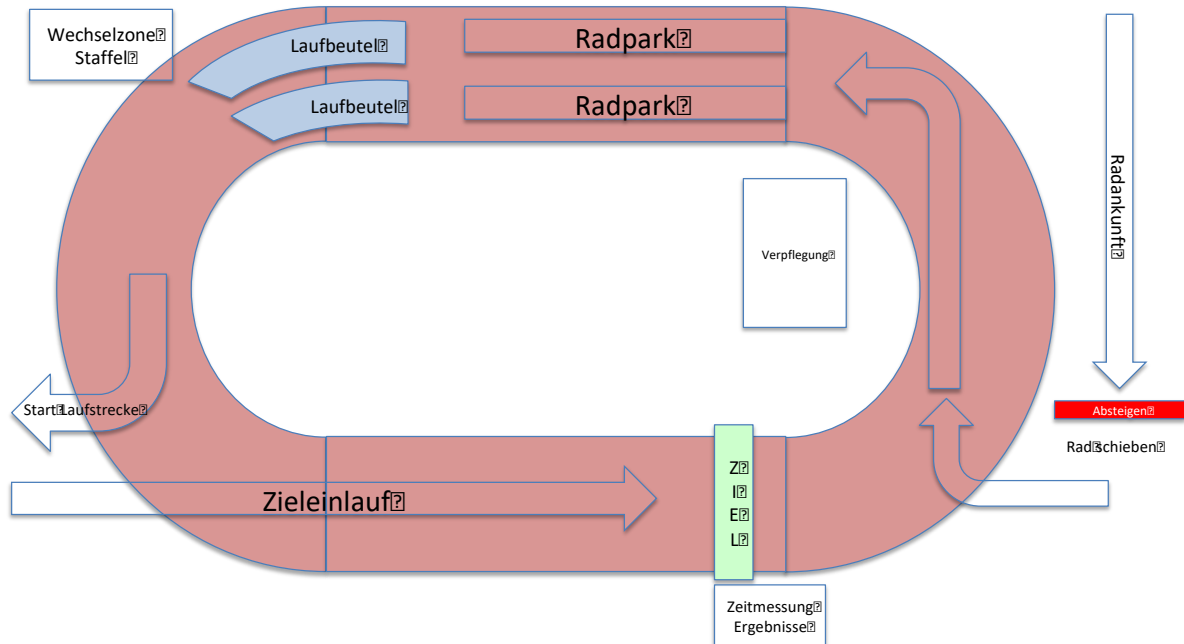 Wechselzone
Staffel
Laufbeutel
Radpark
Laufbeutel
Radpark
Radankunft
Verpflegung
Absteigen
Rad schieben
Start Laufstrecke
Zieleinlauf
Z
I
E
L
Zeitmessung
Ergebnisse